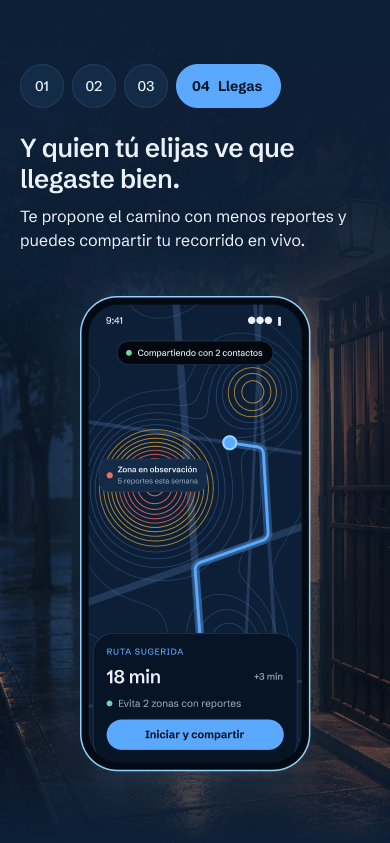 01 02 03 04 Llegas
Y quien tú elijas ve que
llegaste bien.
Te propone el camino con menos reportes y
puedes compartir tu recorrido en vivo.
9:41
Compartiendo con 2 contactos
Zona en observación
5 reportes esta semana
RUTA SUGERIDA
18 min +3 min
Evita 2 zonas con reportes
Iniciar y compartir